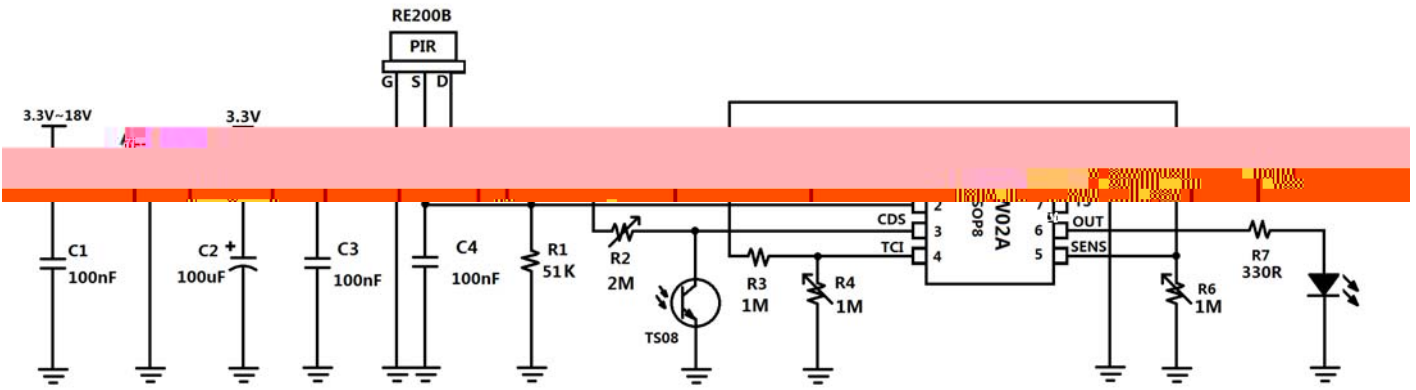 RE200B
PIR
G S D
3.3V~18V
3.3V
2
7
CDS
3
6
OUT
TCI
4
5
SENS
W02A
SOP8
C1
100nF
C2
+
100uF
C3
100nF
C4
100nF
R1
51K
R2
2M
TS08
R3
1M
R4
1M
R6
1M
R7
330R